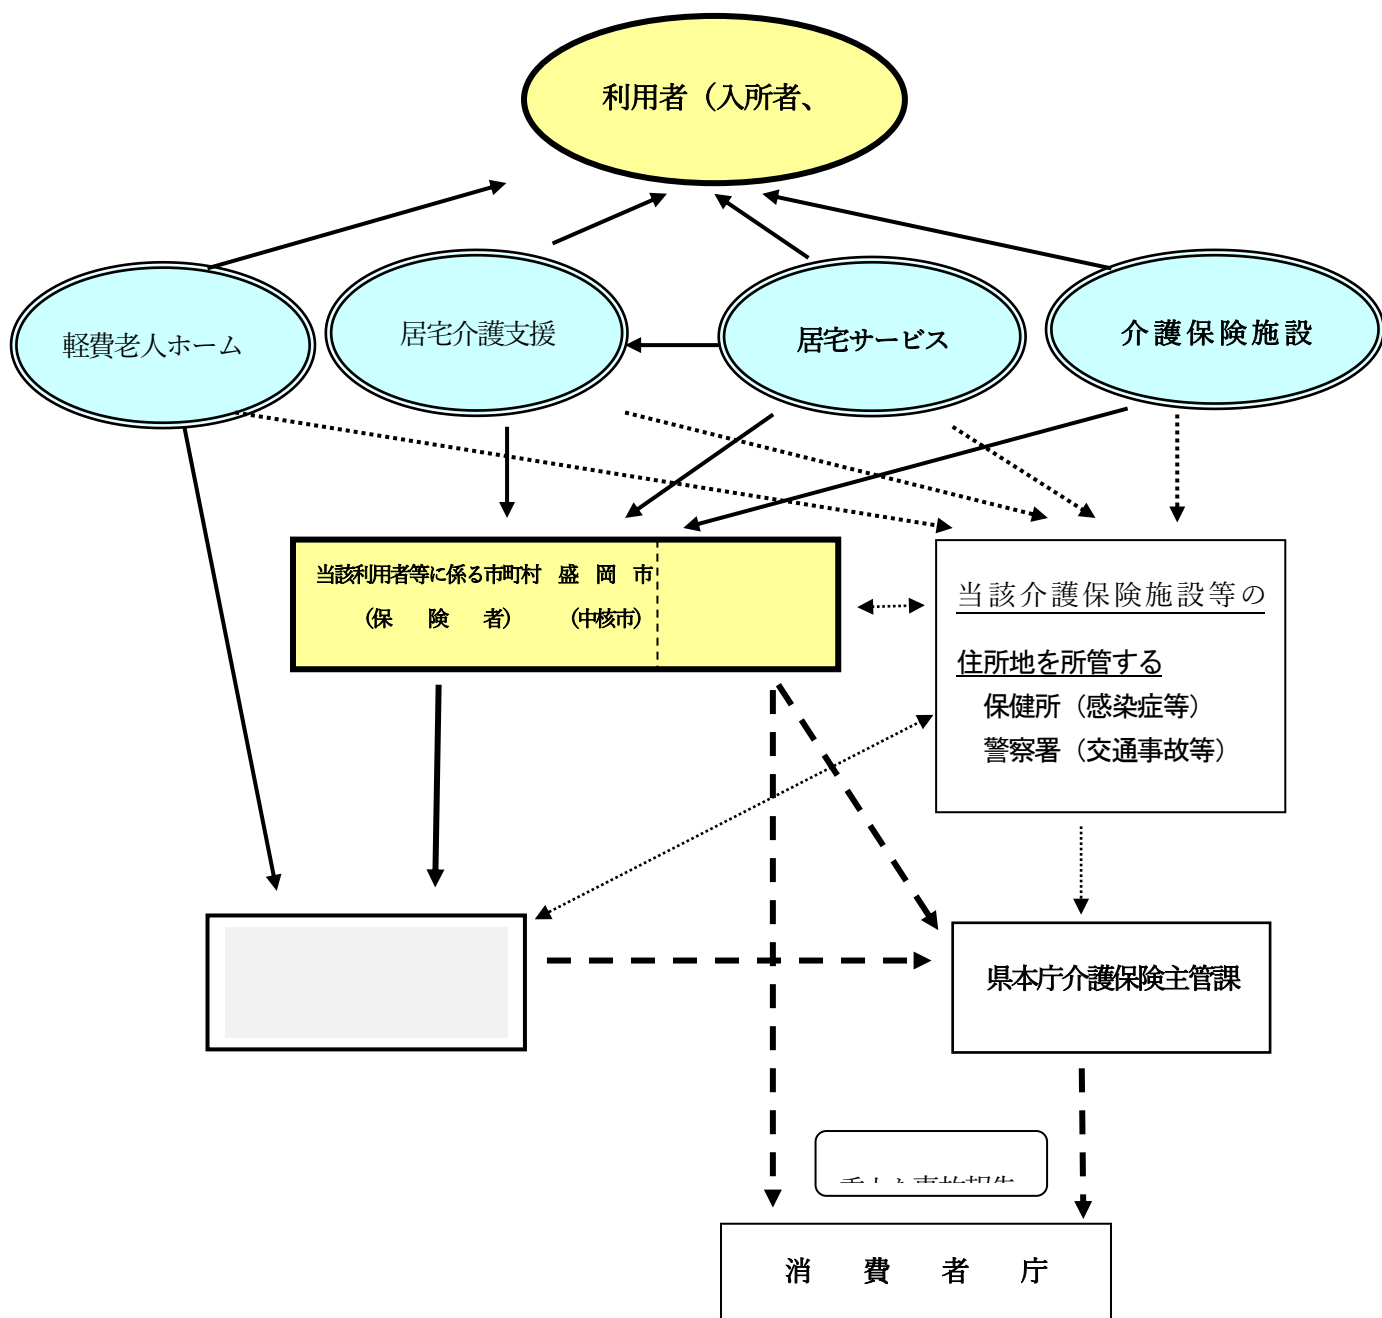 利用者（入所者、
軽費老人ホーム
居宅介護支援
居宅サービス
介護保険施設
当該利用者等に係る市町村　盛　岡　市
（保　険　者）　（中核市）
当該介護保険施設等の
住所地を所管する
保健所（感染症等）
警察署（交通事故等）
県本庁介護保険主管課
消　費　者　庁